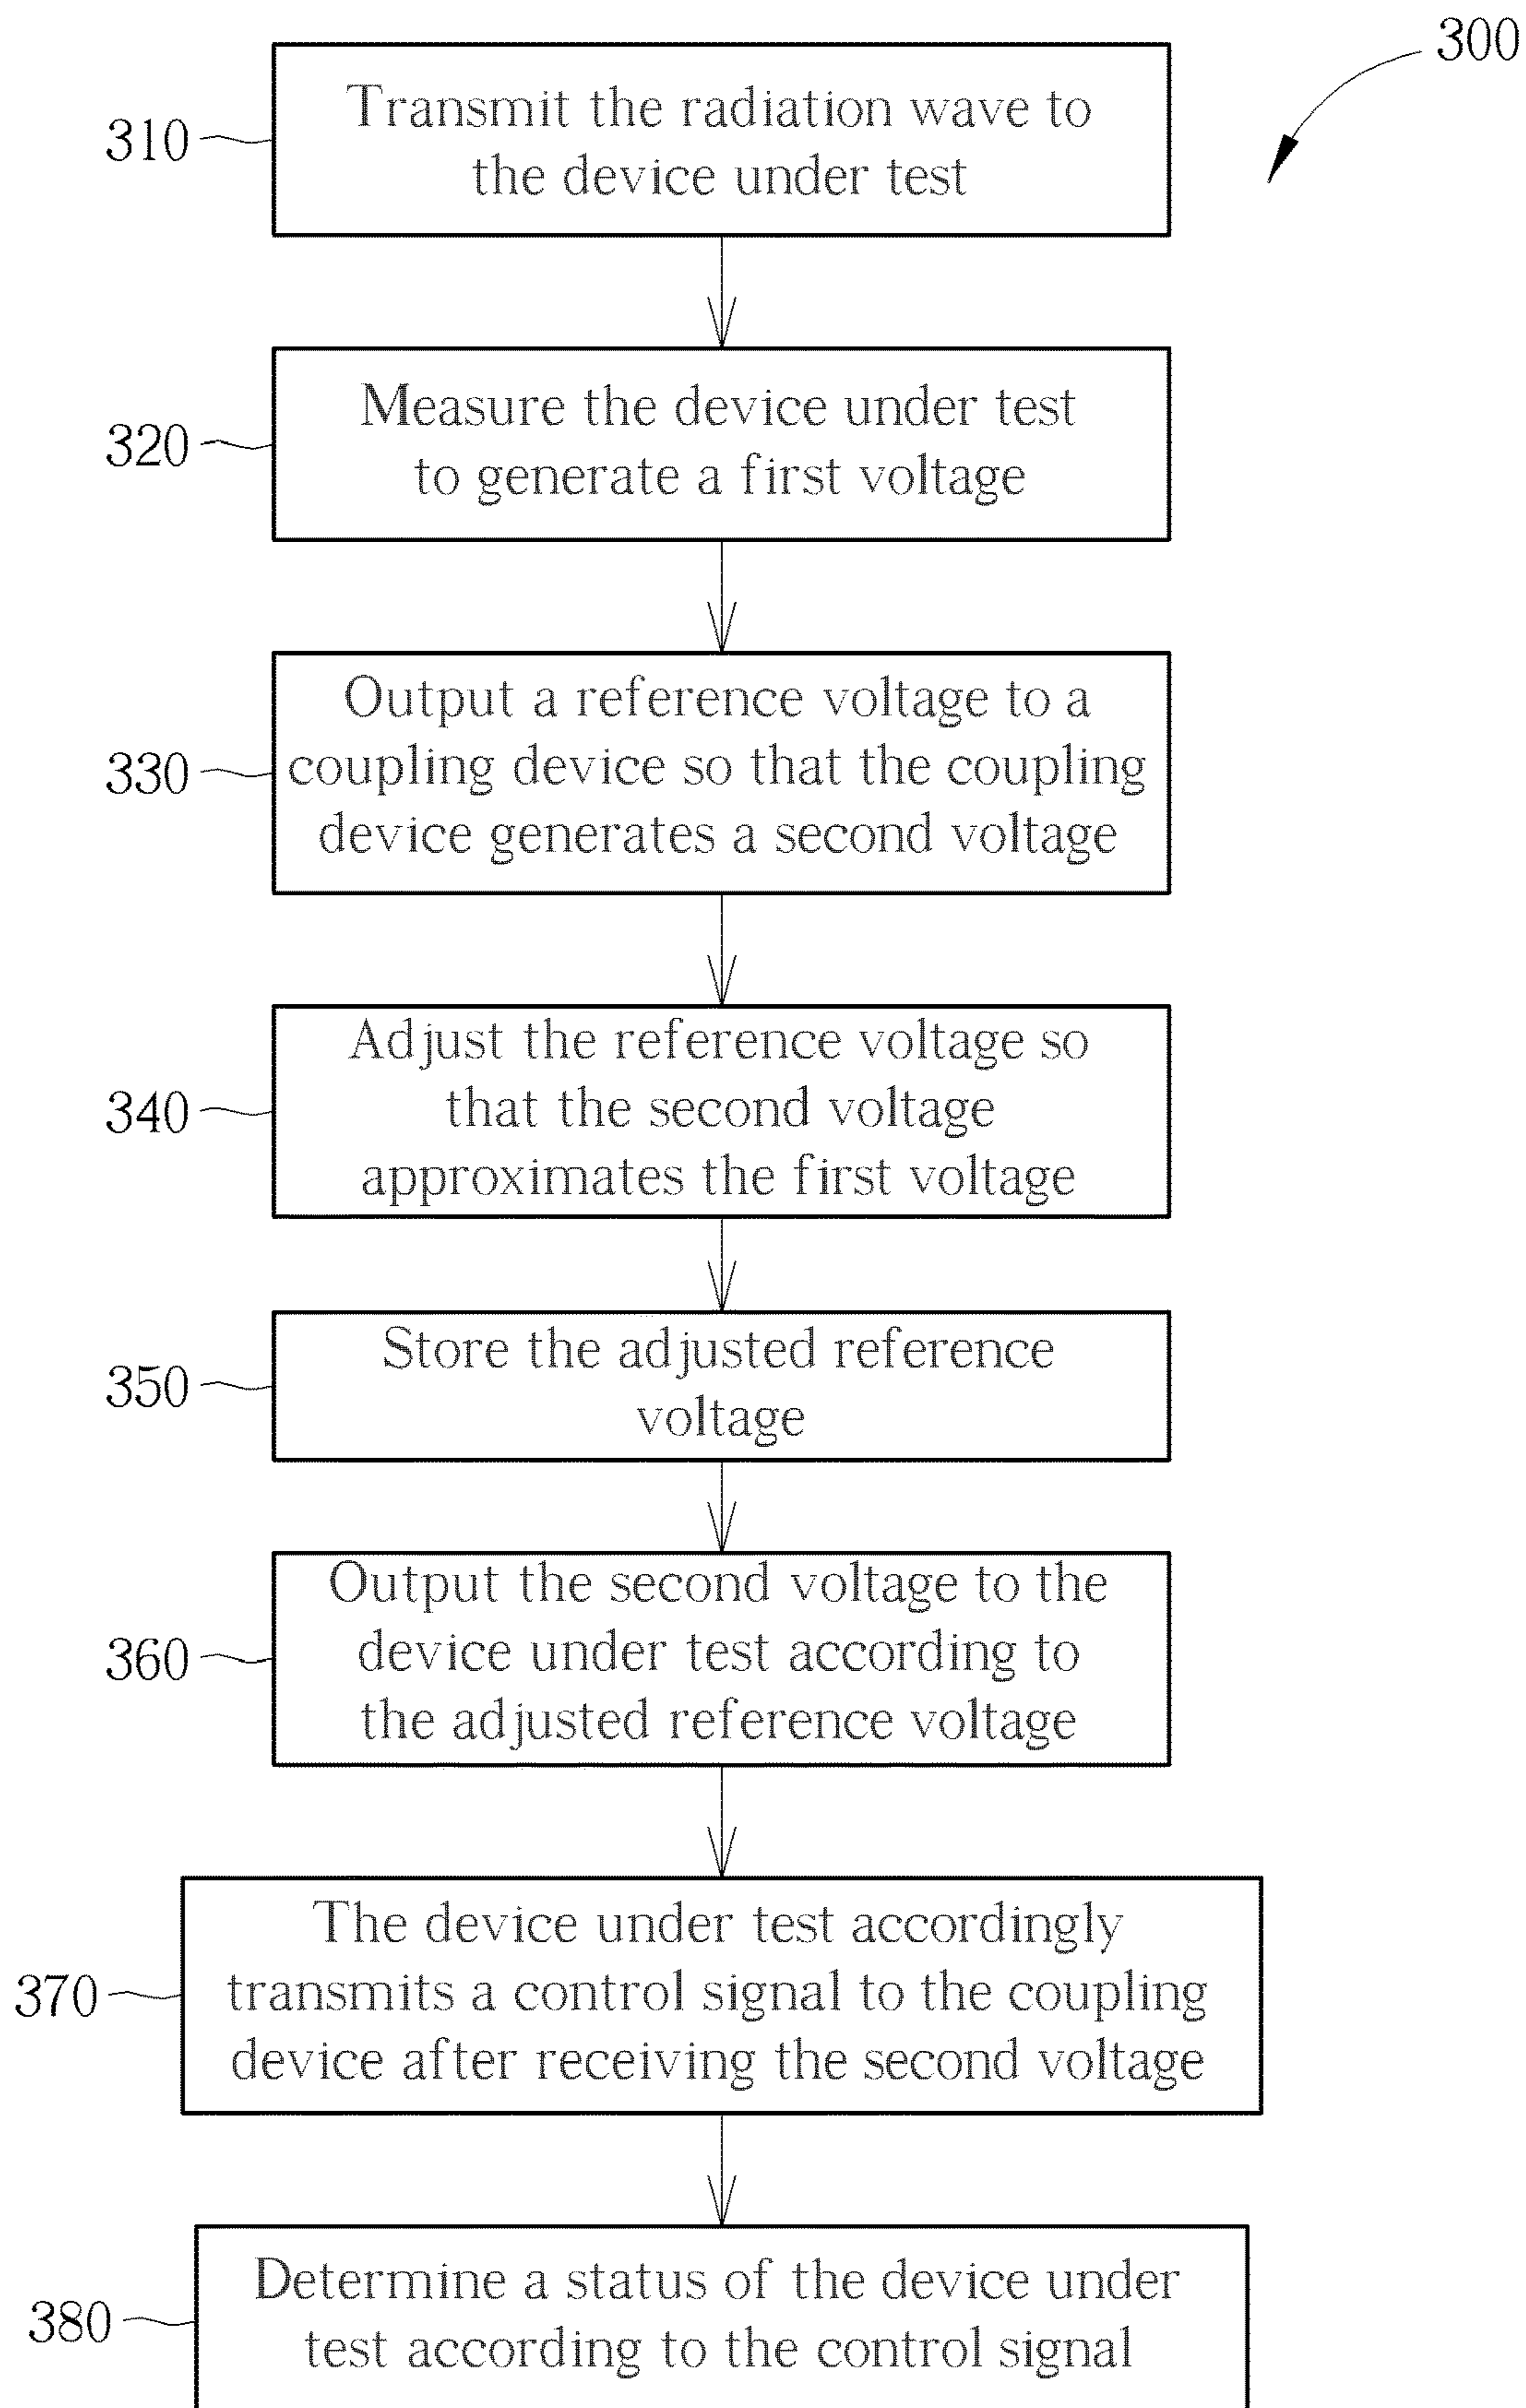 300
310
Transmit the radiation wave to
the device under test
320
Measure the device under test
to generate a first voltage
330
Output a reference voltage to a
coupling device so that the coupling
device generates a second voltage
340
Adjust the reference voltage so
that the second voltage
approximates the first voltage
350
Store the adjusted reference
voltage
360
Output the second voltage to the
device under test according to
the adjusted reference voltage
370
The device under test accordingly
transmits a control signal to the coupling
device after receiving the second voltage
380
Determine a status of the device under
test according to the control signal